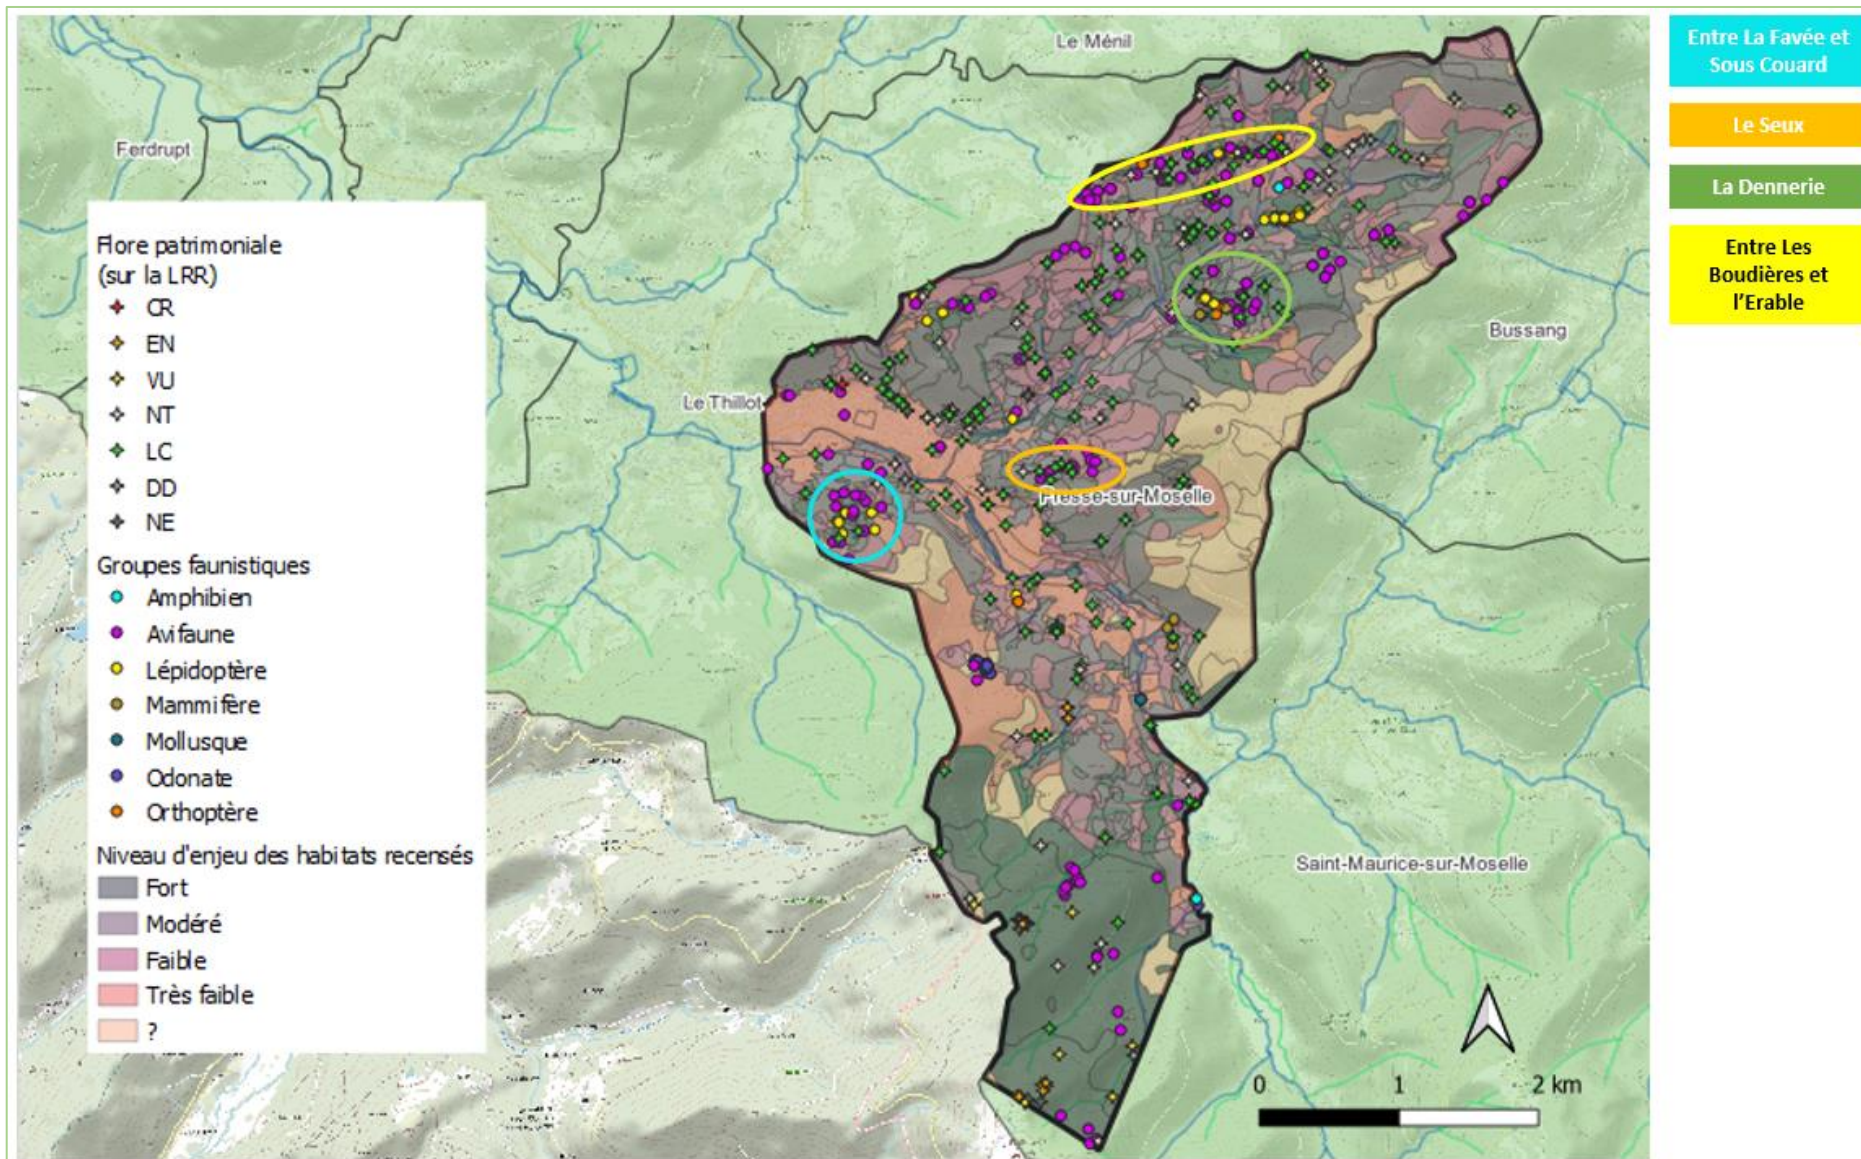 Le Ménil
Ferdrupt
Le Thillot
Bussang
Fresse-sur-Moselle
Saint-Maurice-sur-Moselle
Flore patrimoniale
(sur la LRR)
CR
EN
VU
NT
LC
DD
NE
Groupes faunistiques
Amphibien
Avifaune
Lépidoptère
Mammifère
Mollusque
Odonate
Orthoptère
Niveau d'enjeu des habitats recensés
Fort
Modéré
Faible
Très faible
?
0 1 2 km
Entre La Favée et
Sous Couard
Le Seux
La Dennerie
Entre Les
Boudières et
l'Erable